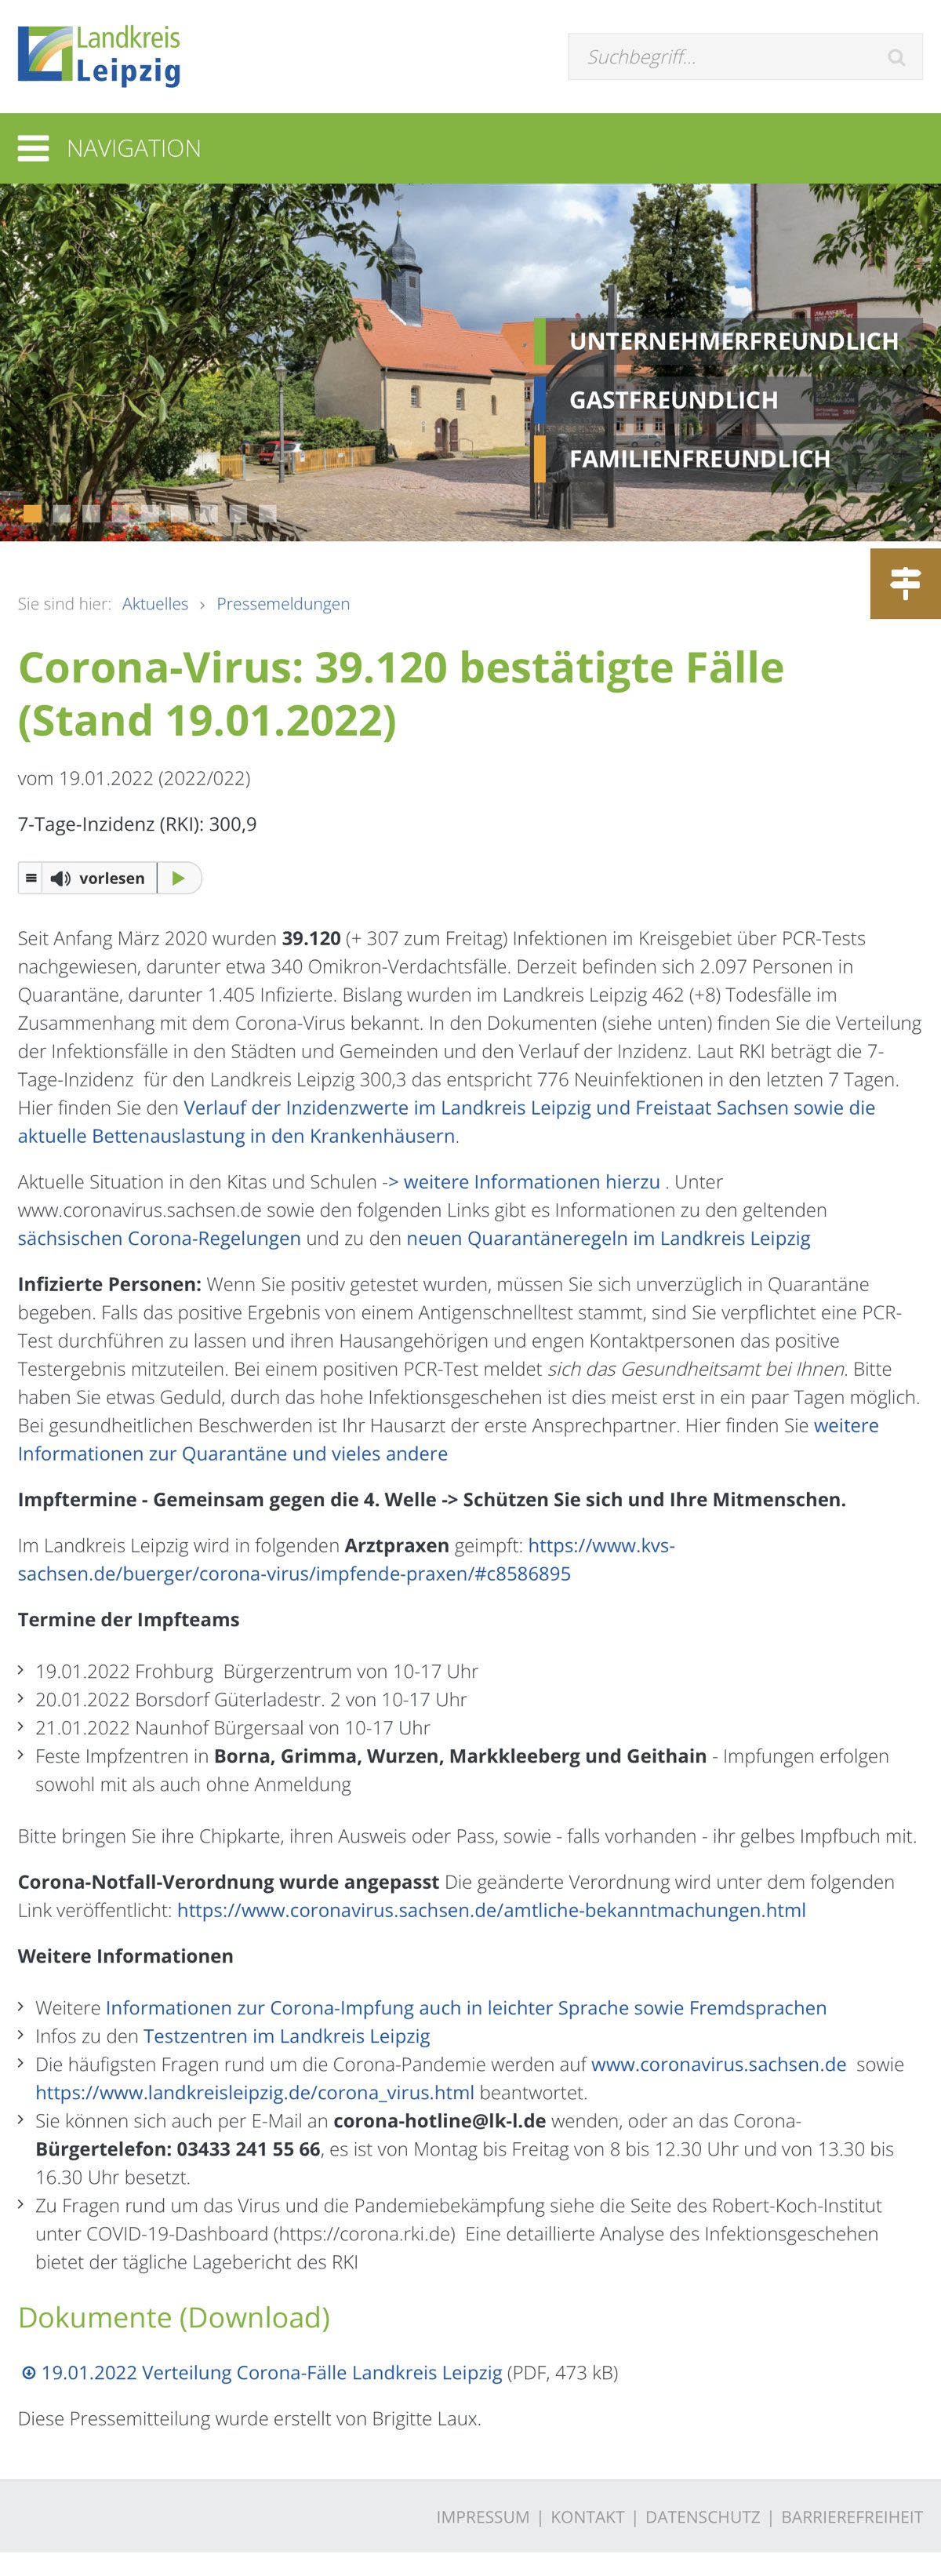 Landkreis
Leipzig
Suchbegriff...
NAVIGATION
UNTERNEHMERFREUNDLICH
GASTFREUNDLICH
FAMILIENFREUNDLICH
Sie sind hier: Aktuelles › Pressemeldungen
Corona-Virus: 39.120 bestätigte Fälle
(Stand 19.01.2022)
vom 19.01.2022 (2022/022)
7-Tage-Inzidenz (RKI): 300,9
vorlesen
Seit Anfang März 2020 wurden 39.120 (+ 307 zum Freitag) Infektionen im Kreisgebiet über PCR-Tests
nachgewiesen, darunter etwa 340 Omikron-Verdachtsfälle. Derzeit befinden sich 2.097 Personen in
Quarantäne, darunter 1.405 Infizierte. Bislang wurden im Landkreis Leipzig 462 (+8) Todesfälle im
Zusammenhang mit dem Corona-Virus bekannt. In den Dokumenten (siehe unten) finden Sie die Verteilung
der Infektionsfälle in den Städten und Gemeinden und den Verlauf der Inzidenz. Laut RKI beträgt die 7-
Tage-Inzidenz  für den Landkreis Leipzig 300,3 das entspricht 776 Neuinfektionen in den letzten 7 Tagen.
Hier finden Sie den Verlauf der Inzidenzwerte im Landkreis Leipzig und Freistaat Sachsen sowie die
aktuelle Bettenauslastung in den Krankenhäusern.
Aktuelle Situation in den Kitas und Schulen -> weitere Informationen hierzu . Unter
www.coronavirus.sachsen.de sowie den folgenden Links gibt es Informationen zu den geltenden
sächsischen Corona-Regelungen und zu den neuen Quarantäneregeln im Landkreis Leipzig
Infizierte Personen: Wenn Sie positiv getestet wurden, müssen Sie sich unverzüglich in Quarantäne
begeben. Falls das positive Ergebnis von einem Antigenschnelltest stammt, sind Sie verpflichtet eine PCR-
Test durchführen zu lassen und ihren Hausangehörigen und engen Kontaktpersonen das positive
Testergebnis mitzuteilen. Bei einem positiven PCR-Test meldet sich das Gesundheitsamt bei Ihnen. Bitte
haben Sie etwas Geduld, durch das hohe Infektionsgeschehen ist dies meist erst in ein paar Tagen möglich.
Bei gesundheitlichen Beschwerden ist Ihr Hausarzt der erste Ansprechpartner. Hier finden Sie weitere
Informationen zur Quarantäne und vieles andere
Impftermine - Gemeinsam gegen die 4. Welle -> Schützen Sie sich und Ihre Mitmenschen.
Im Landkreis Leipzig wird in folgenden Arztpraxen geimpft: https://www.kvs-
sachsen.de/buerger/corona-virus/impfende-praxen/#c8586895
Termine der Impfteams
› 19.01.2022 Frohburg  Bürgerzentrum von 10-17 Uhr
› 20.01.2022 Borsdorf Güterladestr. 2 von 10-17 Uhr
› 21.01.2022 Naunhof Bürgersaal von 10-17 Uhr
› Feste Impfzentren in Borna, Grimma, Wurzen, Markkleeberg und Geithain - Impfungen erfolgen
sowohl mit als auch ohne Anmeldung
Bitte bringen Sie ihre Chipkarte, ihren Ausweis oder Pass, sowie - falls vorhanden - ihr gelbes Impfbuch mit.
Corona-Notfall-Verordnung wurde angepasst Die geänderte Verordnung wird unter dem folgenden
Link veröffentlicht: https://www.coronavirus.sachsen.de/amtliche-bekanntmachungen.html
Weitere Informationen
› Weitere Informationen zur Corona-Impfung auch in leichter Sprache sowie Fremdsprachen
› Infos zu den Testzentren im Landkreis Leipzig
› Die häufigsten Fragen rund um die Corona-Pandemie werden auf www.coronavirus.sachsen.de  sowie
https://www.landkreisleipzig.de/corona_virus.html beantwortet.
› Sie können sich auch per E-Mail an corona-hotline@lk-l.de wenden, oder an das Corona-
Bürgertelefon: 03433 241 55 66, es ist von Montag bis Freitag von 8 bis 12.30 Uhr und von 13.30 bis
16.30 Uhr besetzt.
› Zu Fragen rund um das Virus und die Pandemiebekämpfung siehe die Seite des Robert-Koch-Institut
unter COVID-19-Dashboard (https://corona.rki.de)  Eine detaillierte Analyse des Infektionsgeschehen
bietet der tägliche Lagebericht des RKI
Dokumente (Download)
19.01.2022 Verteilung Corona-Fälle Landkreis Leipzig (PDF, 473 kB)
Diese Pressemitteilung wurde erstellt von Brigitte Laux.
IMPRESSUM | KONTAKT | DATENSCHUTZ | BARRIEREFREIHEIT